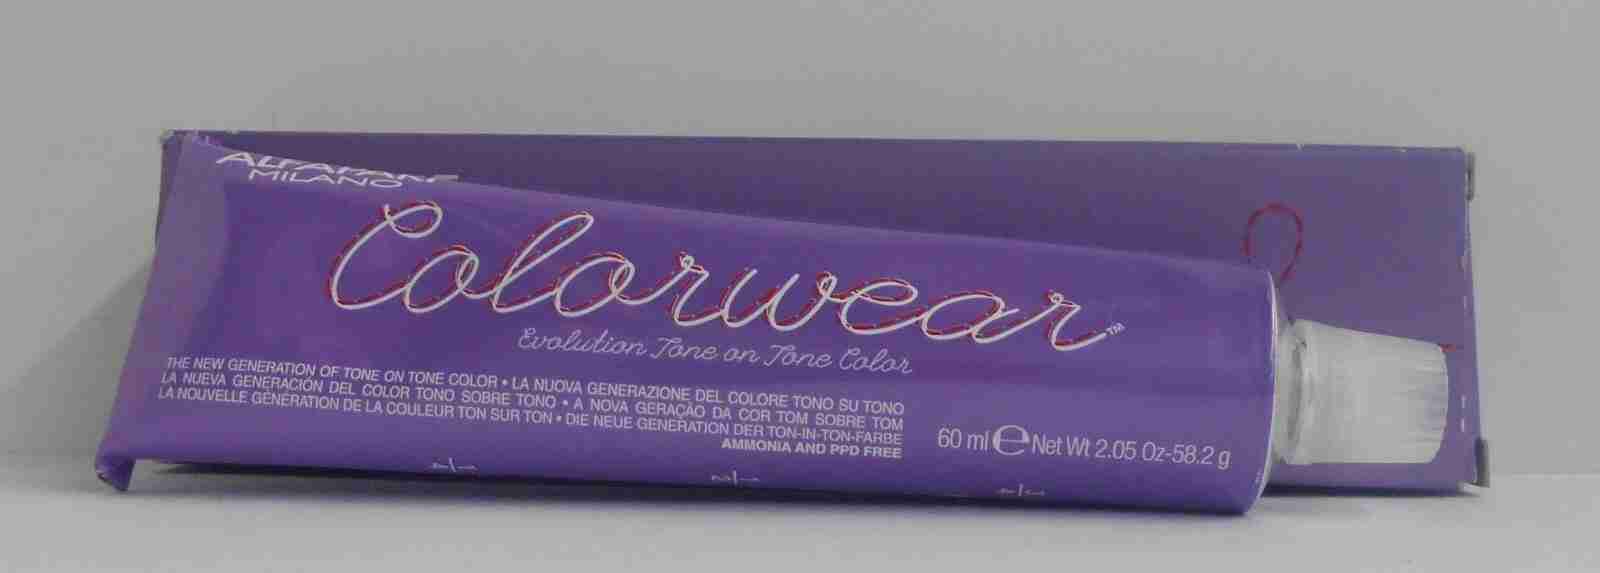 ALFAPARF
MILANO
Colorwear™
Evolution Tone on Tone Color
THE NEW GENERATION OF TONE ON TONE COLOR • LA NUOVA GENERAZIONE DEL COLORE TONO SU TONO
LA NUEVA GENERACIÓN DEL COLOR TONO SOBRE TONO • A NOVA GERAÇÃO DA COR TOM SOBRE TOM
LA NOUVELLE GÉNÉRATION DE LA COULEUR TON SUR TON • DIE NEUE GENERATION DER TON-IN-TON-FARBE
AMMONIA AND PPD FREE
60 ml ℮ Net Wt 2.05 Oz-58.2 g